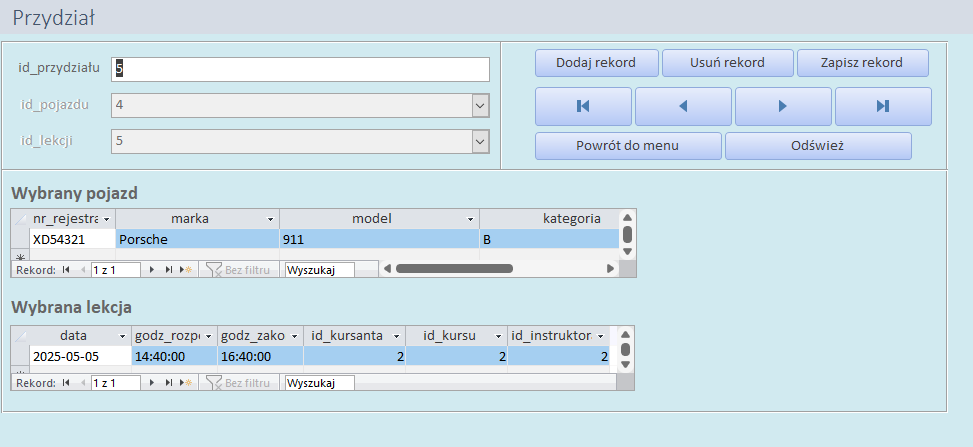 Przydział
id_przydziału 5
id_pojazdu 4
id_lekcji 5
Dodaj rekord Usuń rekord Zapisz rekord
Powrót do menu Odśwież
Wybrany pojazd
nr_rejestra marka model kategoria
XD54321 Porsche 911 B
Rekord: 1 z 1 Bez filtru Wyszukaj
Wybrana lekcja
data godz_rozp godz_zako id_kursanta id_kursu id_instruktor
2025-05-05 14:40:00 16:40:00 2 2 2
Rekord: 1 z 1 Bez filtru Wyszukaj